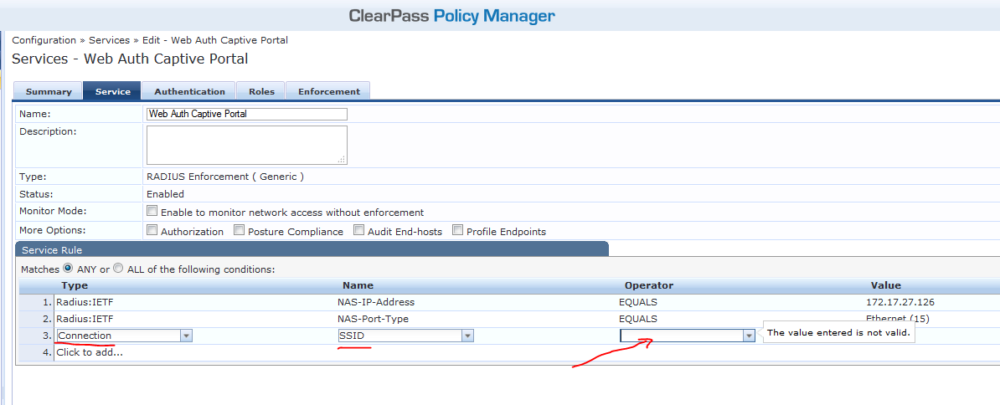 ClearPass Policy Manager
Configuration » Services » Edit - Web Auth Captive Portal
Services - Web Auth Captive Portal
Summary Service Authentication Roles Enforcement
Name: Web Auth Captive Portal
Description:
Type: RADIUS Enforcement ( Generic )
Status: Enabled
Monitor Mode: Enable to monitor network access without enforcement
More Options: Authorization Posture Compliance Audit End-hosts Profile Endpoints
Service Rule
Matches ANY or ALL of the following conditions:
Type Name Operator Value
1. Radius:IETF NAS-IP-Address EQUALS 172.17.27.126
2. Radius:IETF NAS-Port-Type EQUALS Ethernet (15)
3. Connection SSID The value entered is not valid.
4. Click to add...